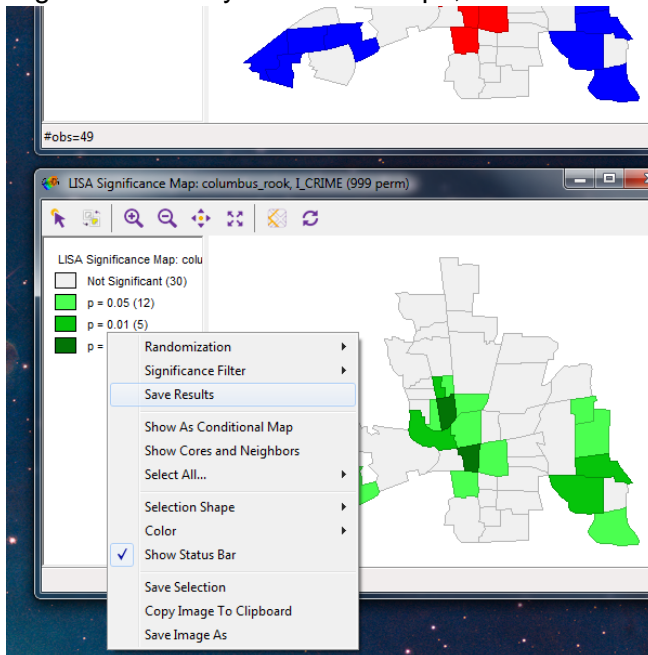 #obs=49
LISA Significance Map: columbus_rook, I_CRIME (999 perm)
LISA Significance Map: colu
Not Significant (30)
p = 0.05 (12)
p = 0.01 (5)
p =
Randomization
Significance Filter
Save Results
Show As Conditional Map
Show Cores and Neighbors
Select All...
Selection Shape
Color
Show Status Bar
Save Selection
Copy Image To Clipboard
Save Image As